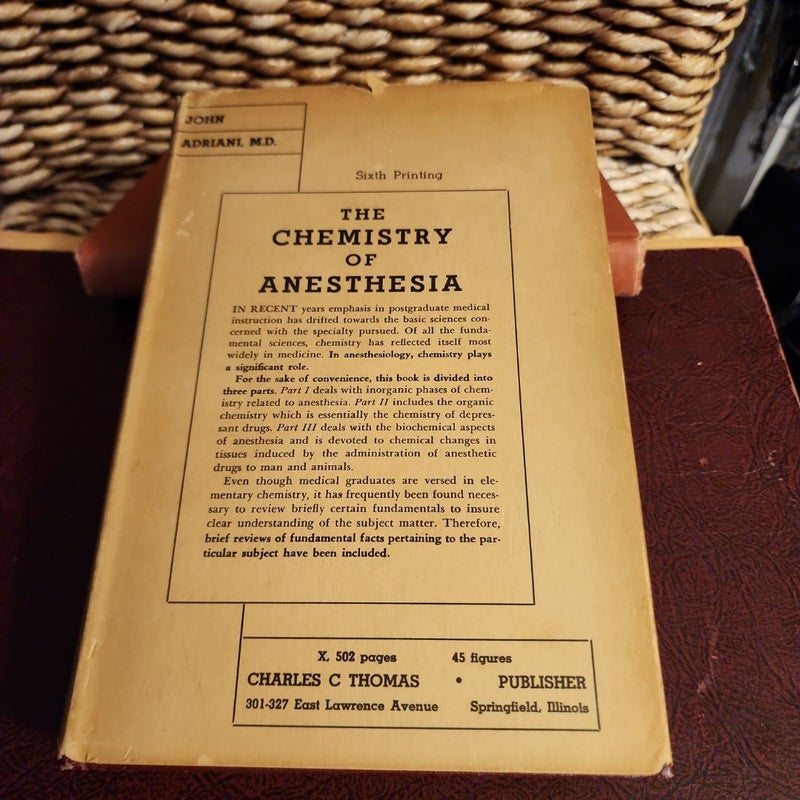 JOHN
ADRIANI, M.D.
Sixth Printing
THE
CHEMISTRY
OF
ANESTHESIA
IN RECENT years emphasis in postgraduate medical
instruction has drifted towards the basic sciences con-
cerned with the specialty pursued. Of all the funda-
mental sciences, chemistry has reflected itself most
widely in medicine. In anesthesiology, chemistry plays
a significant role.
For the sake of convenience, this book is divided into
three parts. Part I deals with inorganic phases of chem-
istry related to anesthesia. Part II includes the organic
chemistry which is essentially the chemistry of depres-
sant drugs. Part III deals with the biochemical aspects
of anesthesia and is devoted to chemical changes in
tissues induced by the administration of anesthetic
drugs to man and animals.
Even though medical graduates are versed in ele-
mentary chemistry, it has frequently been found neces-
sary to review briefly certain fundamentals to insure
clear understanding of the subject matter. Therefore,
brief reviews of fundamental facts pertaining to the par-
ticular subject have been included.
X, 502 pages 45 figures
CHARLES C THOMAS • PUBLISHER
301-327 East Lawrence Avenue Springfield, Illinois